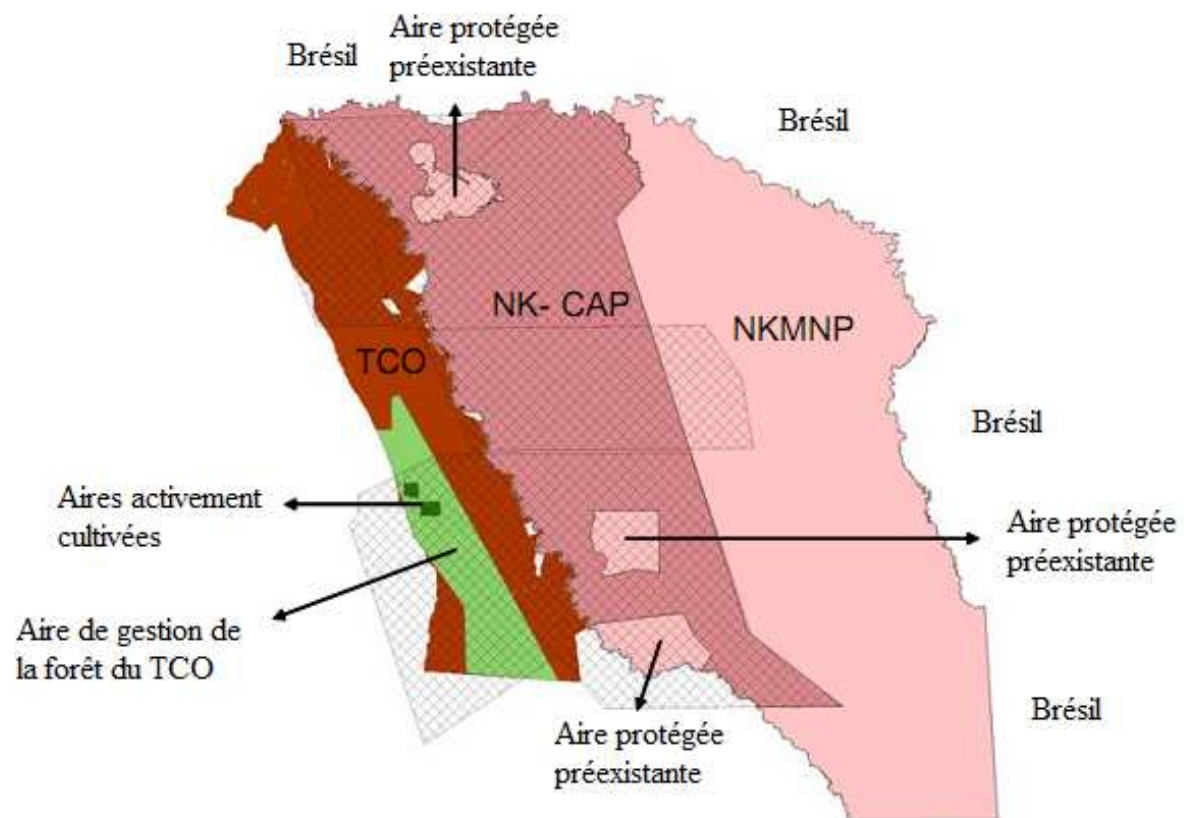 Aire protégée
préexistante
Brésil
Brésil
NK- CAP
NKMNP
TCO
Brésil
Aires activement
cultivées
Aire protégée
préexistante
Aire de gestion de
la forêt du TCO
Brésil
Aire protégée
préexistante